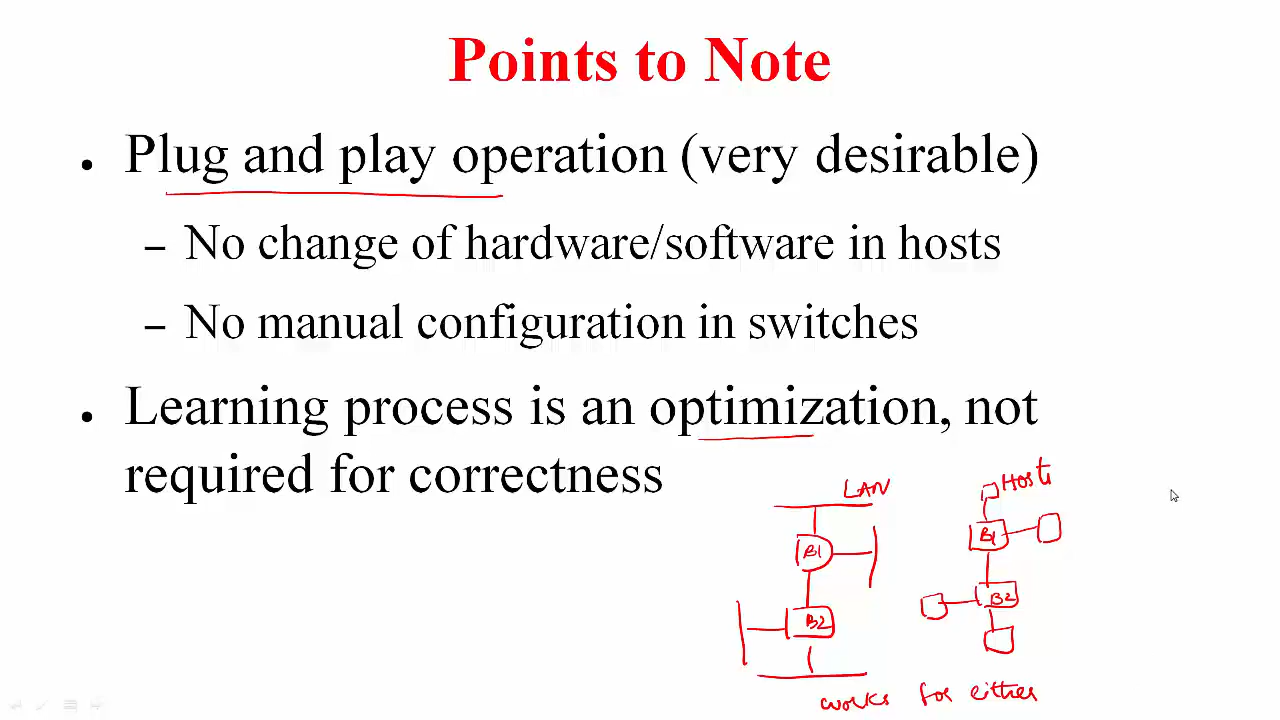 Points to Note
• Plug and play operation (very desirable)
– No change of hardware/software in hosts
– No manual configuration in switches
• Learning process is an optimization, not
required for correctness
LAN
B1
B2
Host
B1
B2
works for either